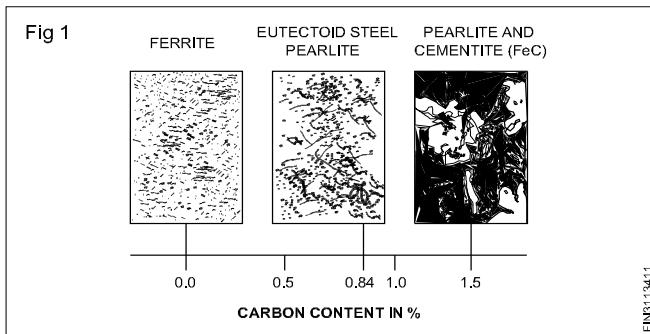 Fig 1
FERRITE
EUTECTOID STEEL
PEARLITE
PEARLITE AND
CEMENTITE (FeC)
0.0
0.5
0.84
1.0
1.5
CARBON CONTENT IN %
FIN3113411